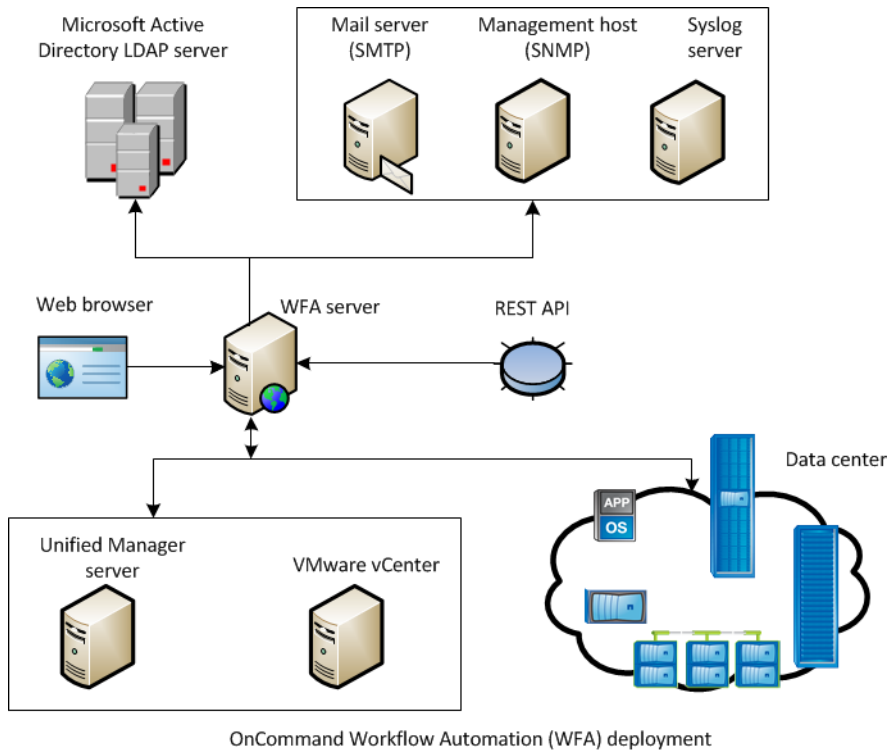 Microsoft Active
Directory LDAP server
Mail server
(SMTP)
Management host
(SNMP)
Syslog
server
Web browser
WFA server
REST API
Data center
APP
OS
Unified Manager
server
VMware vCenter
OnCommand Workflow Automation (WFA) deployment